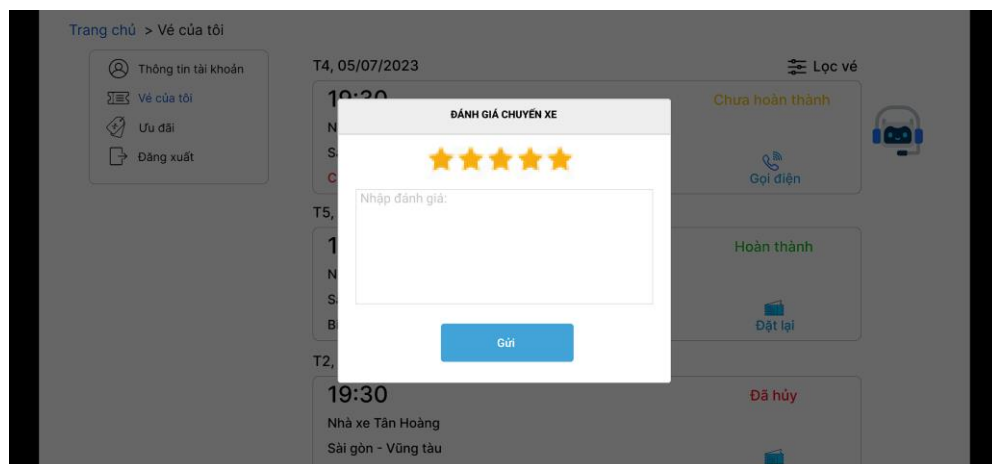 Trang chủ > Vé của tôi
Thông tin tài khoản
Vé của tôi
Ưu đãi
Đăng xuất
T4, 05/07/2023
Lọc vé
19:30
Chưa hoàn thành
Gọi điện
ĐÁNH GIÁ CHUYẾN XE
Nhập đánh giá:
Gửi
T5,
Hoàn thành
Đặt lại
T2,
19:30
Đã hủy
Nhà xe Tân Hoàng
Sài gòn - Vũng tàu